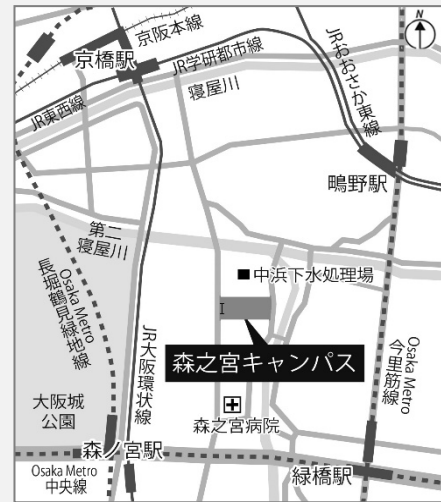 N
京阪本線
京橋駅
JR学研都市線
JRおおさか東線
JR東西線
寝屋川
鴫野駅
第二
寝屋川
中浜下水処理場
Osaka Metro
長堀鶴見緑地線
JR大阪環状線
Osaka Metro
今里筋線
森之宮キャンパス
大阪城
公園
森之宮病院
森ノ宮駅
緑橋駅
Osaka Metro
中央線